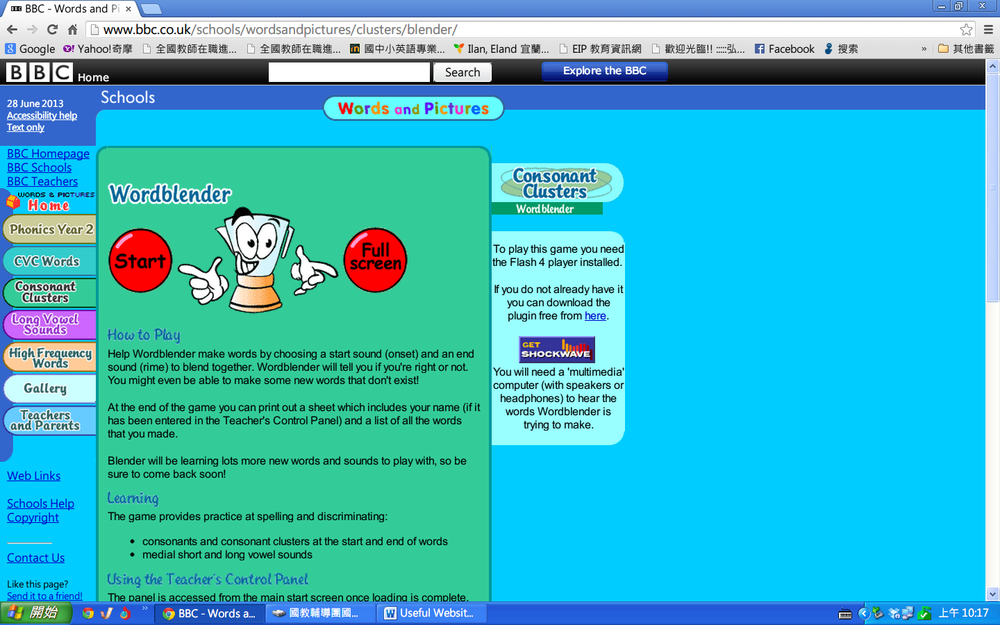 BBC - Words and Pi
www.bbc.co.uk/schools/wordsandpictures/clusters/blender/
Google Yahoo!奇摩 全國教師在職進... 全國教師在職進... 國中小英語專業... Ilan, Eland 宜蘭... EIP 教育資訊網 歡迎光臨!! :::::弘... Facebook 搜索 » 其他書籤
BBC Home Search Explore the BBC
Schools
Words and Pictures
28 June 2013
Accessibility help
Text only
BBC Homepage
BBC Schools
BBC Teachers
WORDS & PICTURES
Home
Phonics Year 2
CVC Words
Consonant
Clusters
Long Vowel
Sounds
High Frequency
Words
Gallery
Teachers
and Parents
Web Links
Schools Help
Copyright
Contact Us
Like this page?
Send it to a friend!
Wordblender
Start
Full
screen
How to Play
Help Wordblender make words by choosing a start sound (onset) and an end
sound (rime) to blend together. Wordblender will tell you if you're right or not.
You might even be able to make some new words that don't exist!
At the end of the game you can print out a sheet which includes your name (if it
has been entered in the Teacher's Control Panel) and a list of all the words
that you made.
Blender will be learning lots more new words and sounds to play with, so be
sure to come back soon!
Learning
The game provides practice at spelling and discriminating:
• consonants and consonant clusters at the start and end of words
• medial short and long vowel sounds
Using the Teacher's Control Panel
The panel is accessed from the main start screen once loading is complete.
Consonant
Clusters
Wordblender
To play this game you need
the Flash 4 player installed.
If you do not already have it
you can download the
plugin free from here.
GET
SHOCKWAVE
You will need a 'multimedia'
computer (with speakers or
headphones) to hear the
words Wordblender is
trying to make.
開始 » BBC - Words a... 國教輔導團國... Useful Websit... 上午 10:17